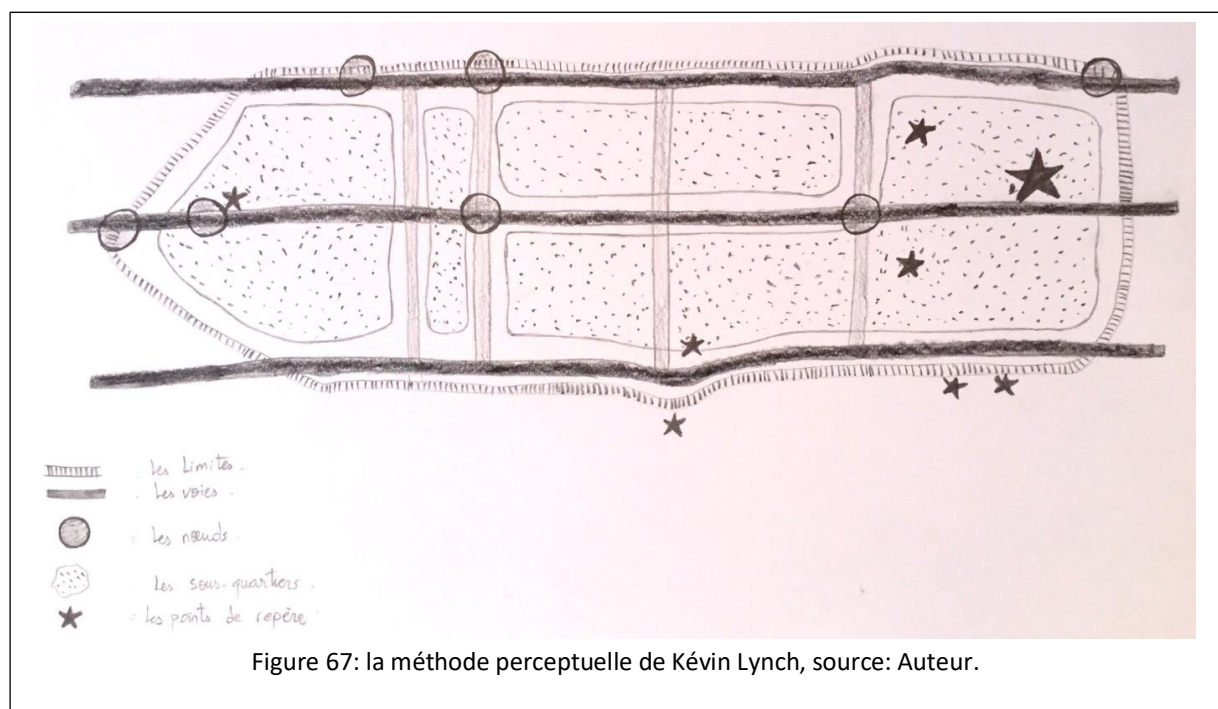 . Les Limites.
. Les voies.
. Les nœuds.
. Les sous-quartiers.
. Les points de repère.
Figure 67: la méthode perceptuelle de Kévin Lynch, source: Auteur.